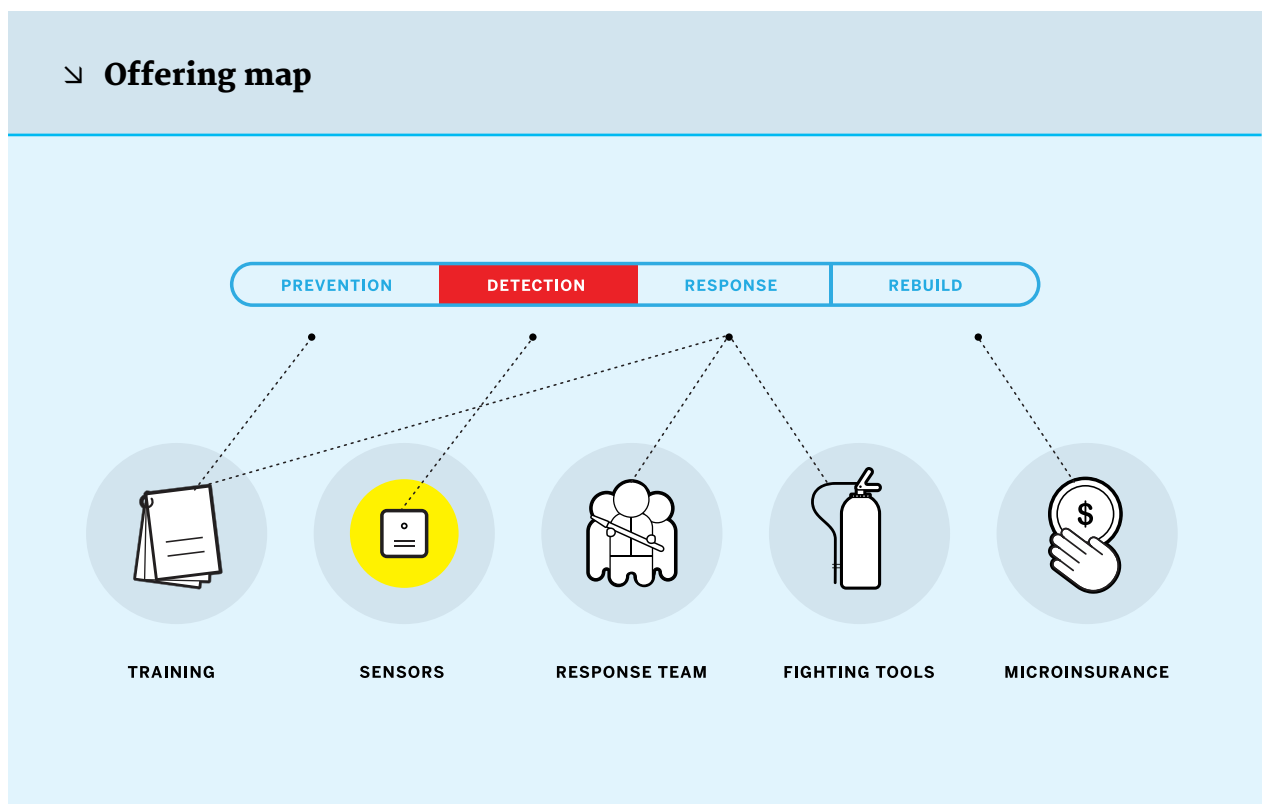 Offering map
PREVENTION DETECTION RESPONSE REBUILD
$
TRAINING SENSORS RESPONSE TEAM FIGHTING TOOLS MICROINSURANCE